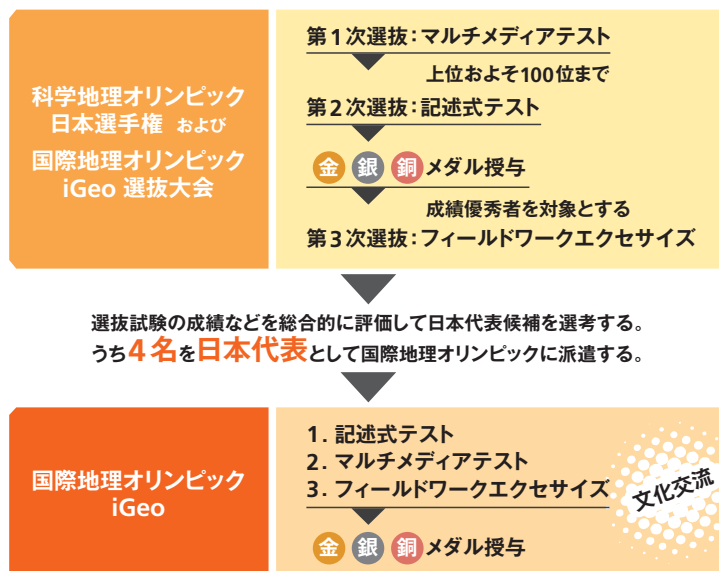 科学地理オリンピック
日本選手権 および
国際地理オリンピック
iGeo 選抜大会
第1次選抜：マルチメディアテスト
上位およそ100位まで
第2次選抜：記述式テスト
金 銀 銅 メダル授与
成績優秀者を対象とする
第3次選抜：フィールドワークエクセサイズ
選抜試験の成績などを総合的に評価して日本代表候補を選考する。
うち4名を日本代表として国際地理オリンピックに派遣する。
国際地理オリンピック
iGeo
1. 記述式テスト
2. マルチメディアテスト
3. フィールドワークエクセサイズ
文化交流
金 銀 銅 メダル授与